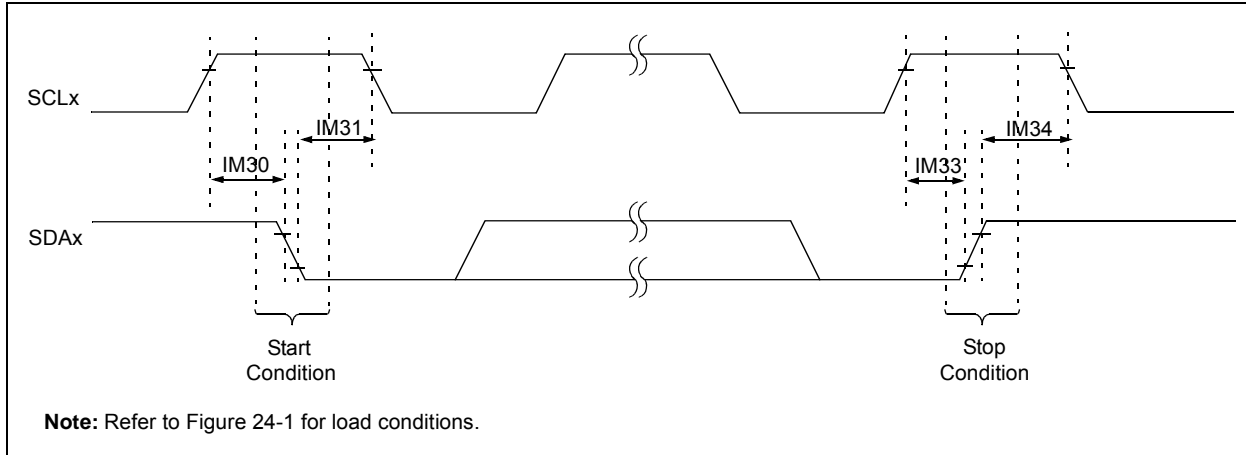 SCLx
IM31
IM34
IM30
IM33
SDAx
Start
Condition
Stop
Condition
Note: Refer to Figure 24-1 for load conditions.